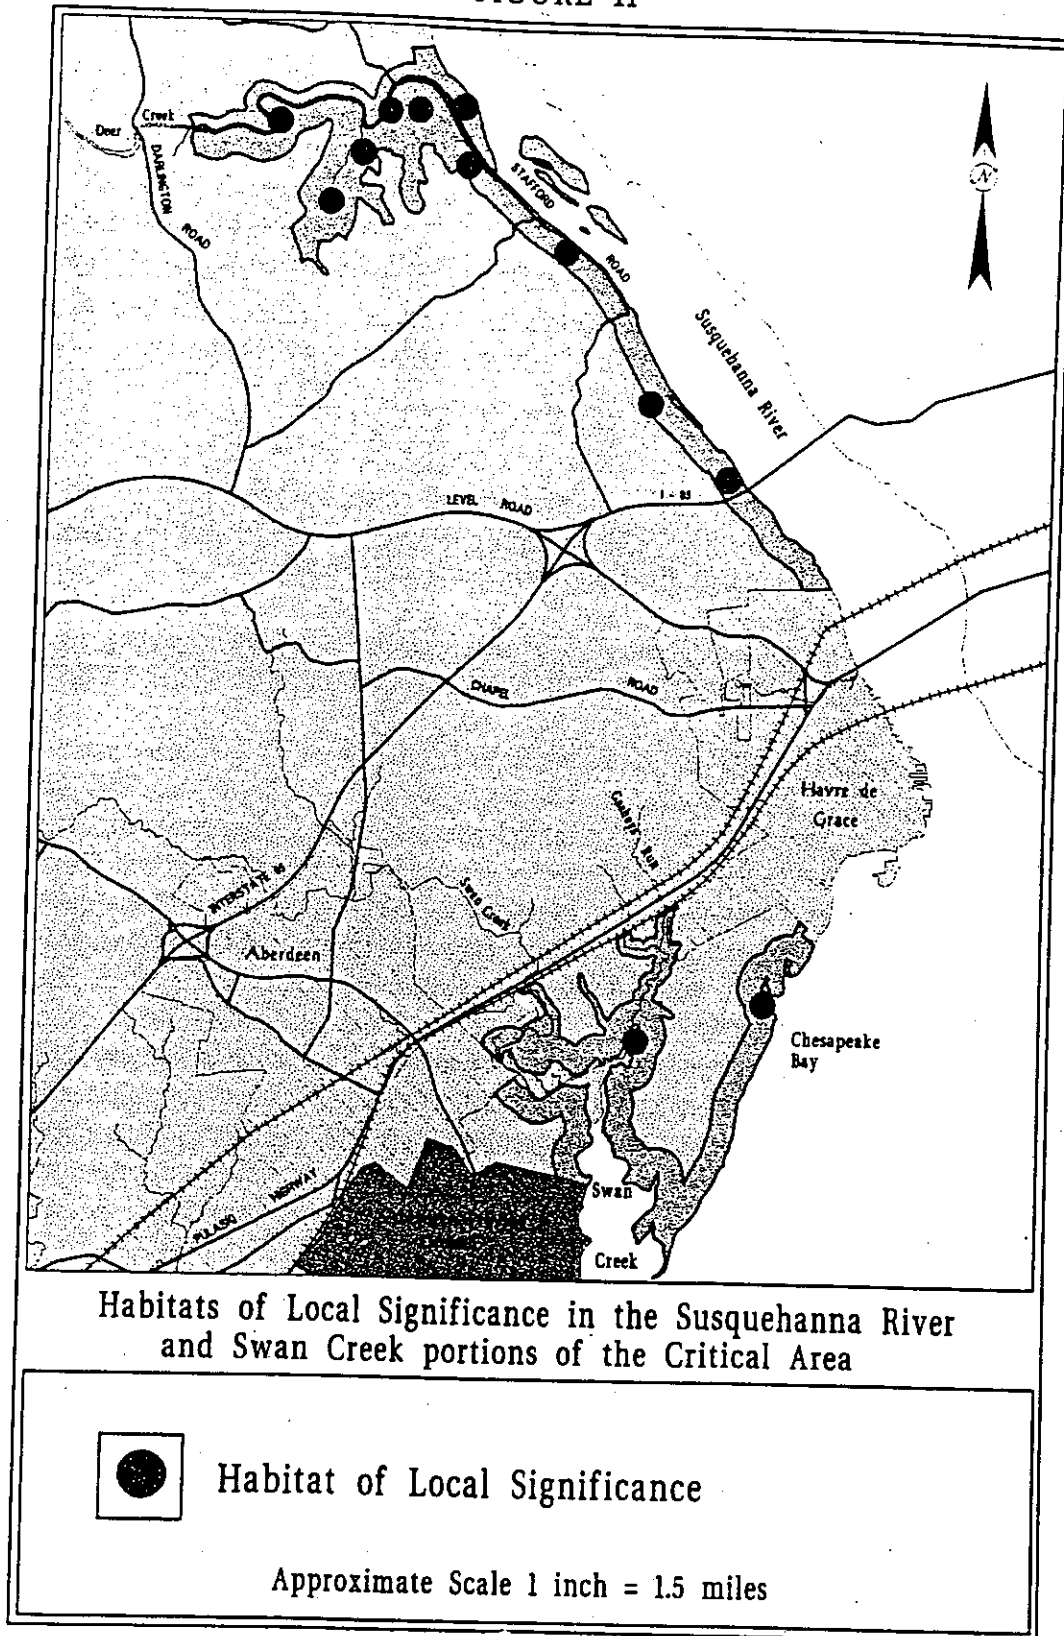 Deer
Creek
DARLINGTON
ROAD
STAFFORD
ROAD
N
Susquehanna River
LEVEL ROAD
I - 95
CHAPEL ROAD
Havre de
Grace
Run
Swan Creek
INTERSTATE 95
Aberdeen
Chesapeake
Bay
PULASKI HIGHWAY
Swan
Creek
Habitats of Local Significance in the Susquehanna River
and Swan Creek portions of the Critical Area
Habitat of Local Significance
Approximate Scale 1 inch = 1.5 miles